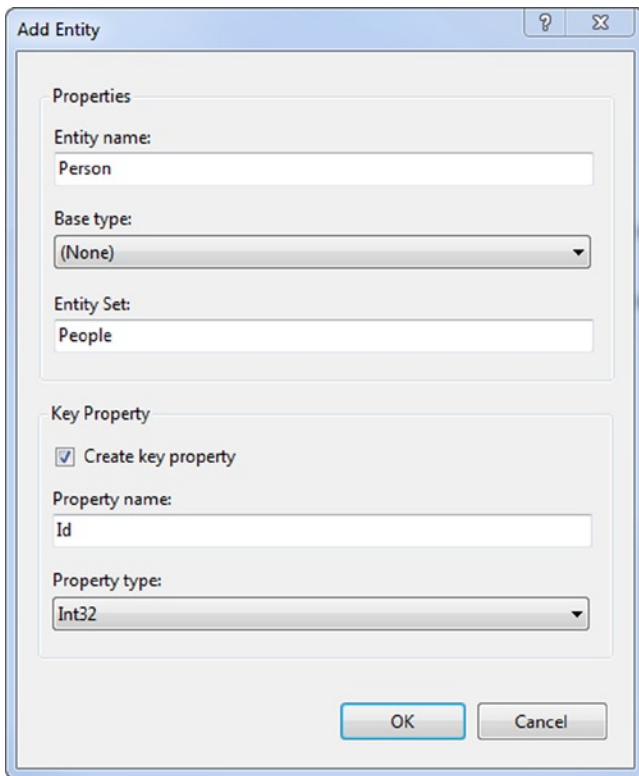 Add Entity
Properties
Entity name:
Person
Base type:
(None)
Entity Set:
People
Key Property
Create key property
Property name:
Id
Property type:
Int32
OK Cancel